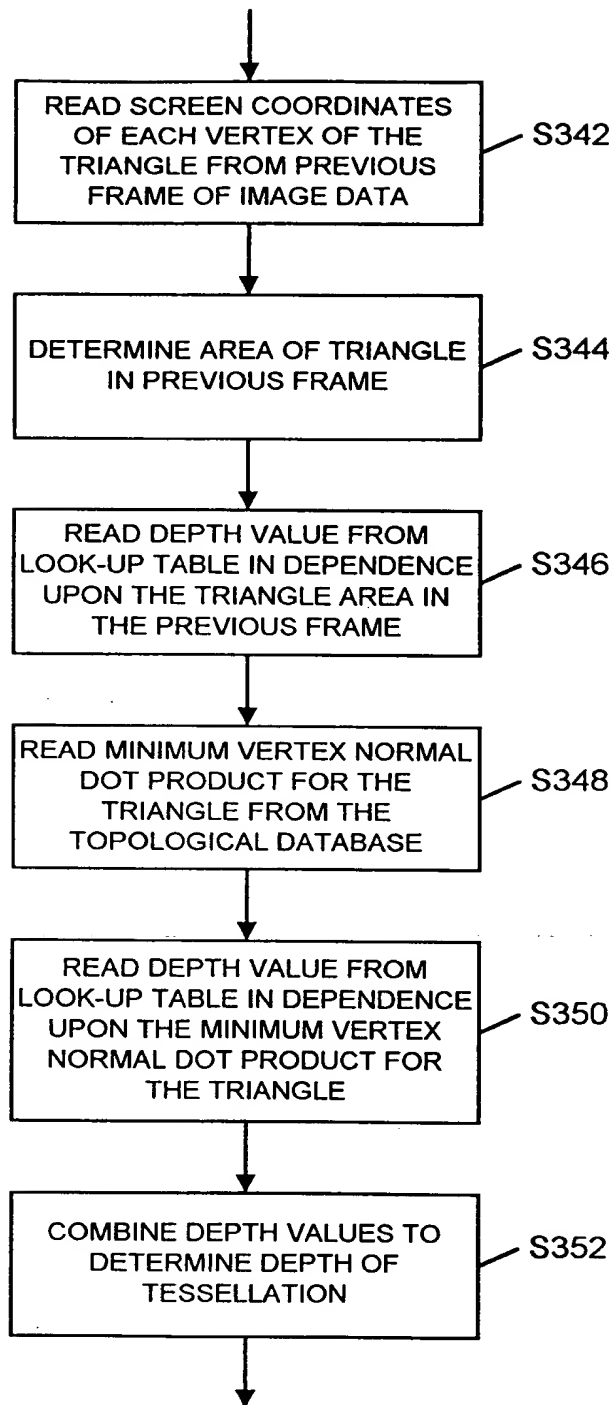 READ SCREEN COORDINATES
OF EACH VERTEX OF THE
TRIANGLE FROM PREVIOUS
FRAME OF IMAGE DATA
S342
DETERMINE AREA OF TRIANGLE
IN PREVIOUS FRAME
S344
READ DEPTH VALUE FROM
LOOK-UP TABLE IN DEPENDENCE
UPON THE TRIANGLE AREA IN
THE PREVIOUS FRAME
S346
READ MINIMUM VERTEX NORMAL
DOT PRODUCT FOR THE
TRIANGLE FROM THE
TOPOLOGICAL DATABASE
S348
READ DEPTH VALUE FROM
LOOK-UP TABLE IN DEPENDENCE
UPON THE MINIMUM VERTEX
NORMAL DOT PRODUCT FOR
THE TRIANGLE
S350
COMBINE DEPTH VALUES TO
DETERMINE DEPTH OF
TESSELLATION
S352